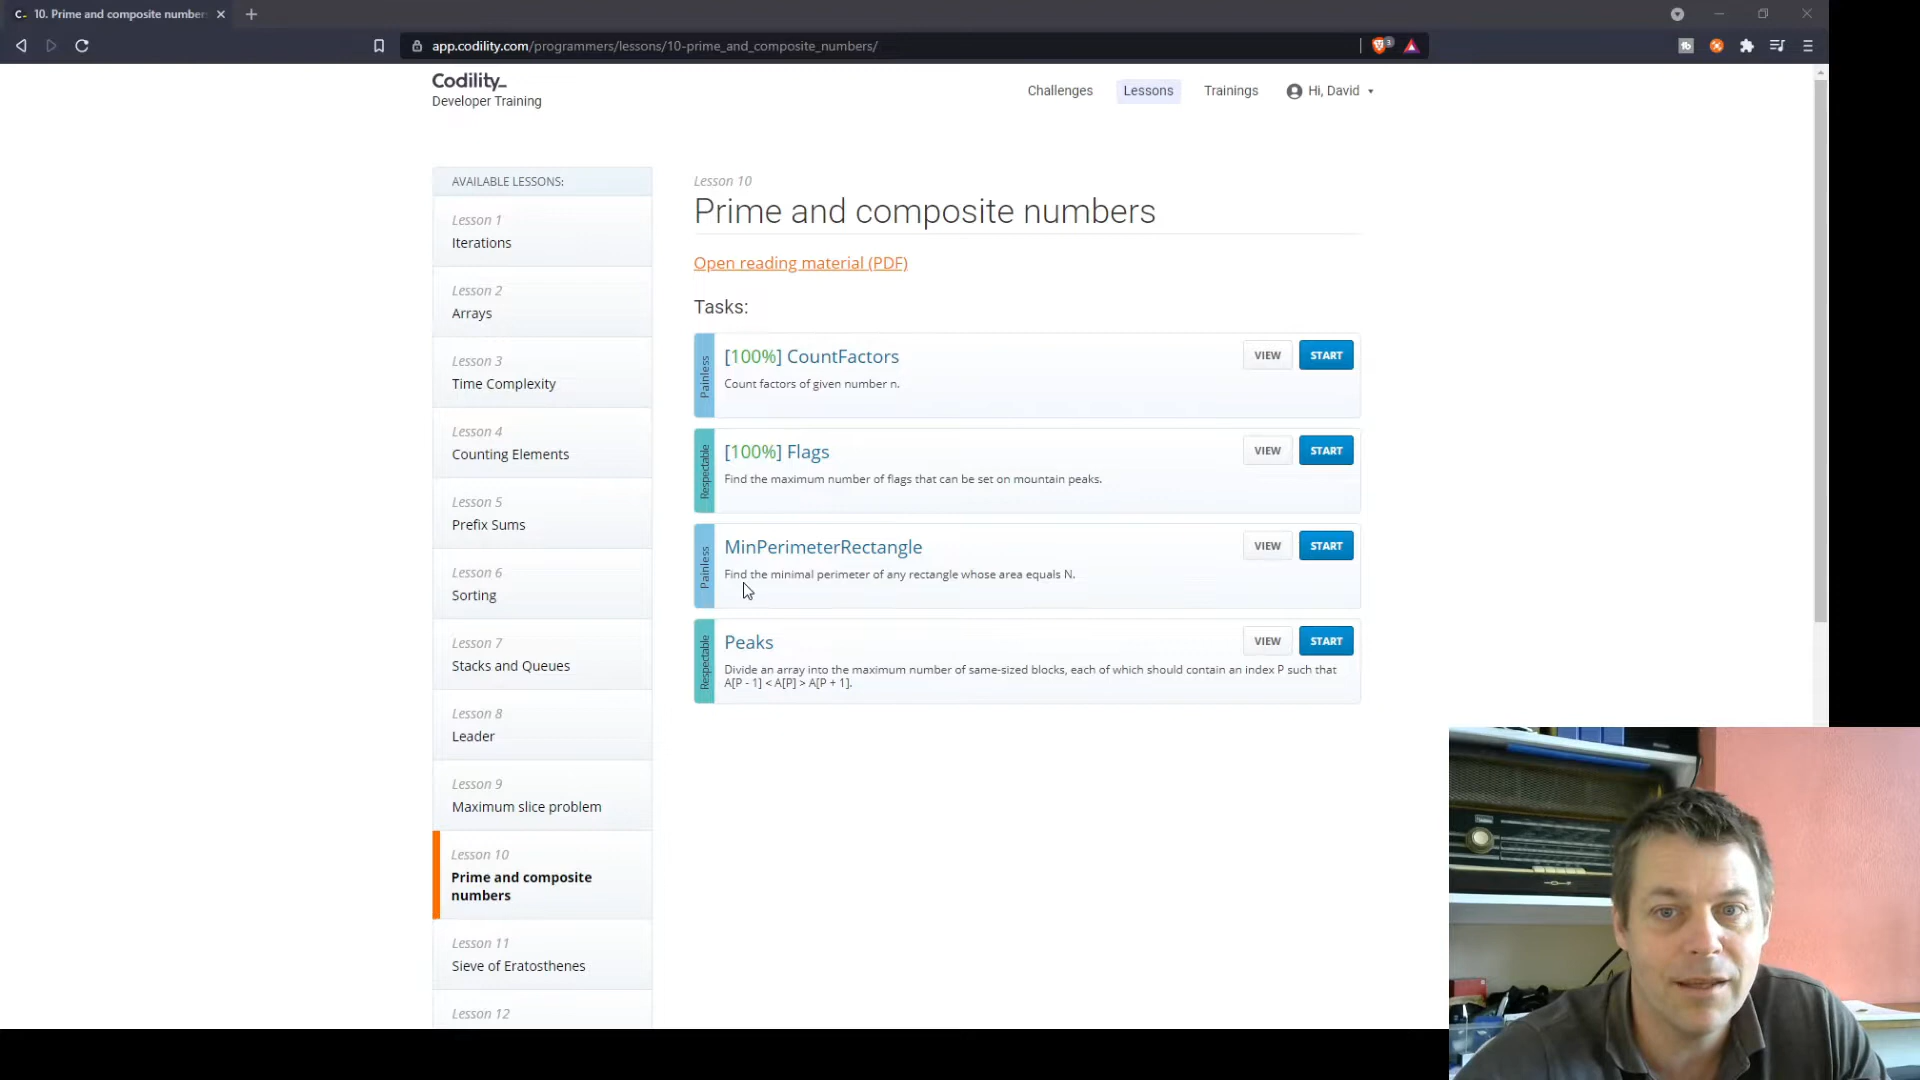 10. Prime and composite number
app.codility.com/programmers/lessons/10-prime_and_composite_numbers/
3
Codility_
Developer Training
Challenges
Lessons
Trainings
Hi, David
AVAILABLE LESSONS:
Lesson 1
Iterations
Lesson 2
Arrays
Lesson 3
Time Complexity
Lesson 4
Counting Elements
Lesson 5
Prefix Sums
Lesson 6
Sorting
Lesson 7
Stacks and Queues
Lesson 8
Leader
Lesson 9
Maximum slice problem
Lesson 10
Prime and composite
numbers
Lesson 11
Sieve of Eratosthenes
Lesson 12
Lesson 10
Prime and composite numbers
Open reading material (PDF)
Tasks:
Painless
[100%] CountFactors
VIEW
START
Count factors of given number n.
Respectable
[100%] Flags
VIEW
START
Find the maximum number of flags that can be set on mountain peaks.
Painless
MinPerimeterRectangle
VIEW
START
Find the minimal perimeter of any rectangle whose area equals N.
Respectable
Peaks
VIEW
START
Divide an array into the maximum number of same-sized blocks, each of which should contain an index P such that
A[P - 1] < A[P] > A[P + 1].